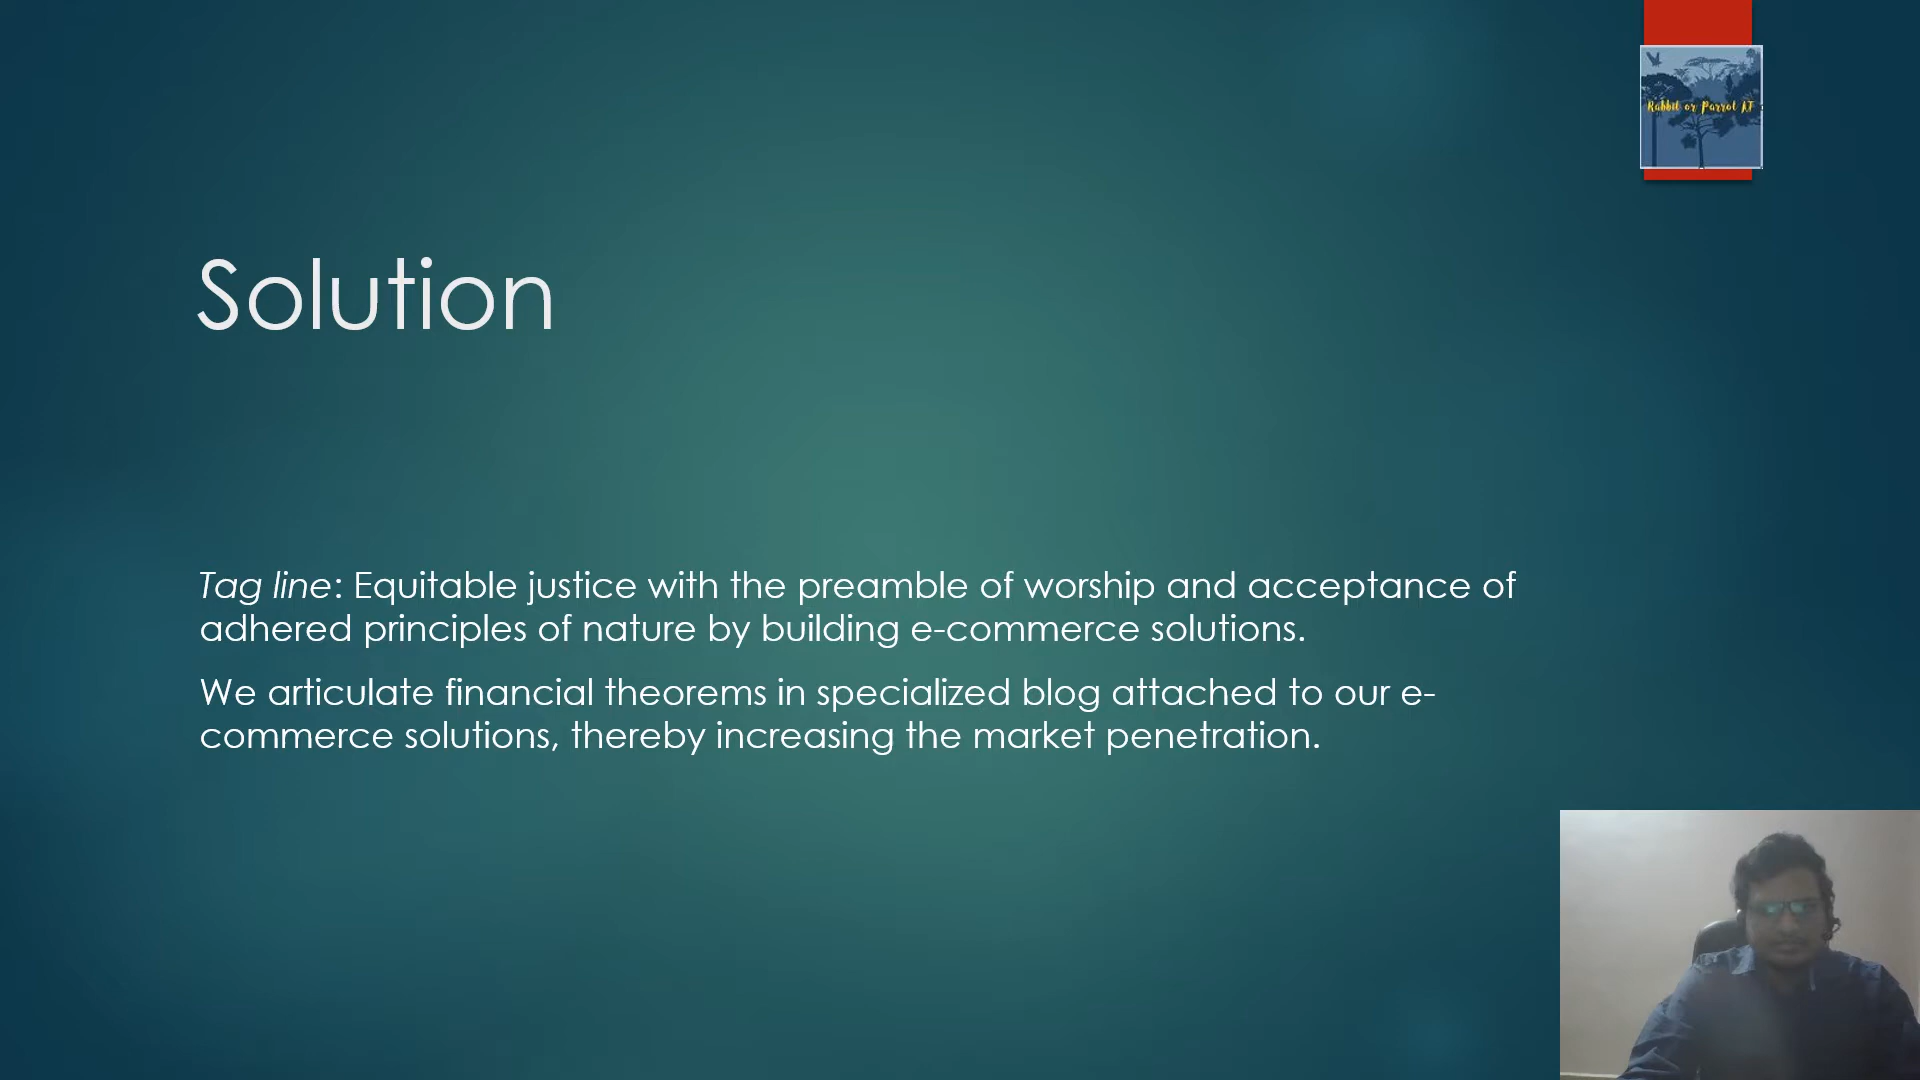 Rabbit or Parrot AT
Solution
Tag line: Equitable justice with the preamble of worship and acceptance of
adhered principles of nature by building e-commerce solutions.
We articulate financial theorems in specialized blog attached to our e-
commerce solutions, thereby increasing the market penetration.